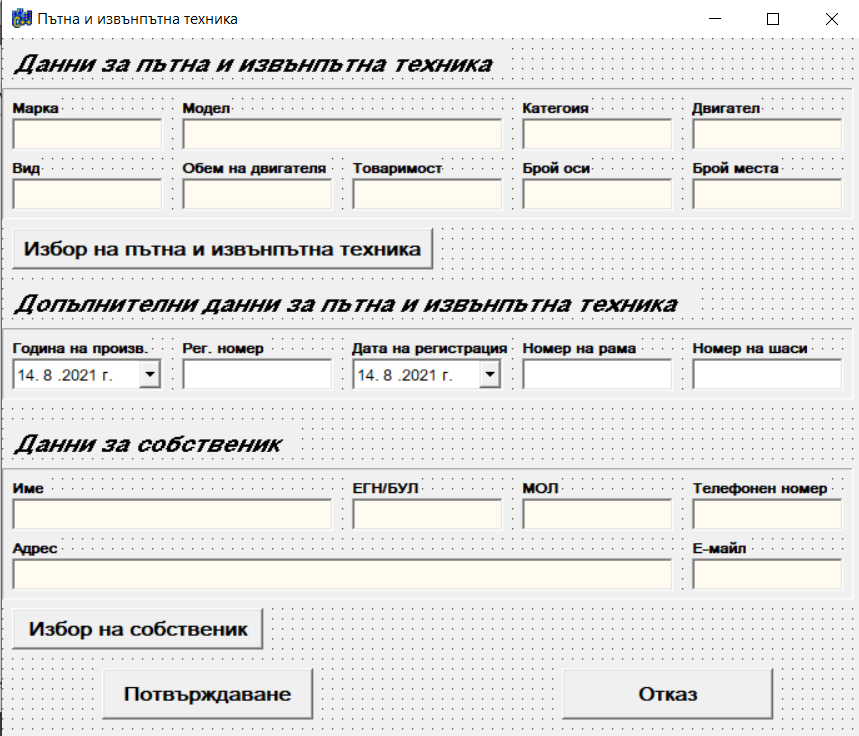 Пътна и извънпътна техника
Данни за пътна и извънпътна техника
Марка Модел Категоия Двигател
Вид Обем на двигателя Товаримост Брой оси Брой места
Избор на пътна и извънпътна техника
Допълнителни данни за пътна и извънпътна техника
Година на произв. Рег. номер Дата на регистрация Номер на рама Номер на шаси
14. 8 .2021 г. 14. 8 .2021 г.
Данни за собственик
Име ЕГН/БУЛ МОЛ Телефонен номер
Адрес Е-майл
Избор на собственик
Потвърждаване Отказ